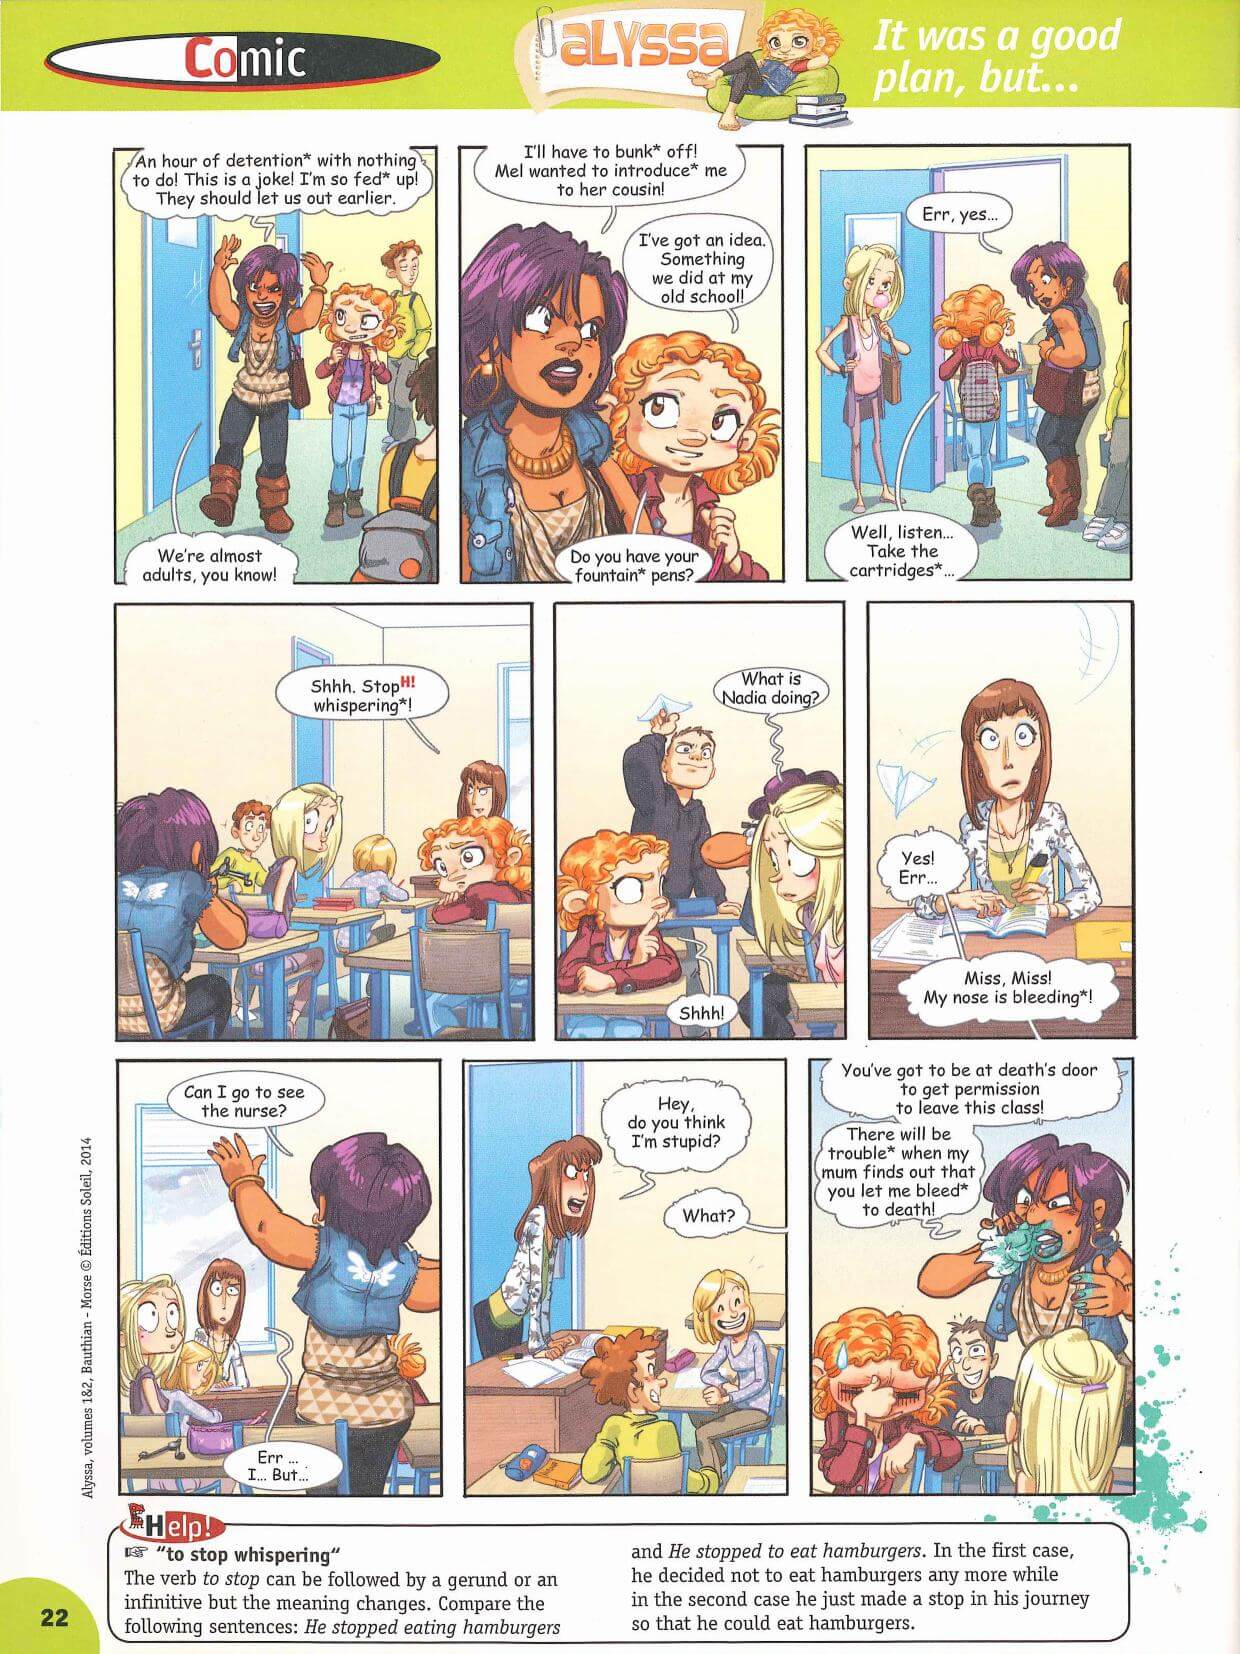 Comic
ALYSSA
It was a good
plan, but...
An hour of detention* with nothing
to do! This is a joke! I'm so fed* up!
They should let us out earlier.
We're almost
adults, you know!
I'll have to bunk* off!
Mel wanted to introduce* me
to her cousin!
I've got an idea.
Something
we did at my
old school!
Do you have your
fountain* pens?
Err, yes...
Well, listen...
Take the
cartridges*...
Shhh. StopH!
whispering*!
What is
Nadia doing?
Shhh!
Yes!
Err...
Miss, Miss!
My nose is bleeding*!
Can I go to see
the nurse?
Err ...
I... But...
Hey,
do you think
I'm stupid?
What?
You've got to be at death's door
to get permission
to leave this class!
There will be
trouble* when my
mum finds out that
you let me bleed*
to death!
Alyssa, volumes 1&2, Bauthian - Morse © Éditions Soleil, 2014
Help!
☞ "to stop whispering"
The verb to stop can be followed by a gerund or an
infinitive but the meaning changes. Compare the
following sentences: He stopped eating hamburgers
and He stopped to eat hamburgers. In the first case,
he decided not to eat hamburgers any more while
in the second case he just made a stop in his journey
so that he could eat hamburgers.
22